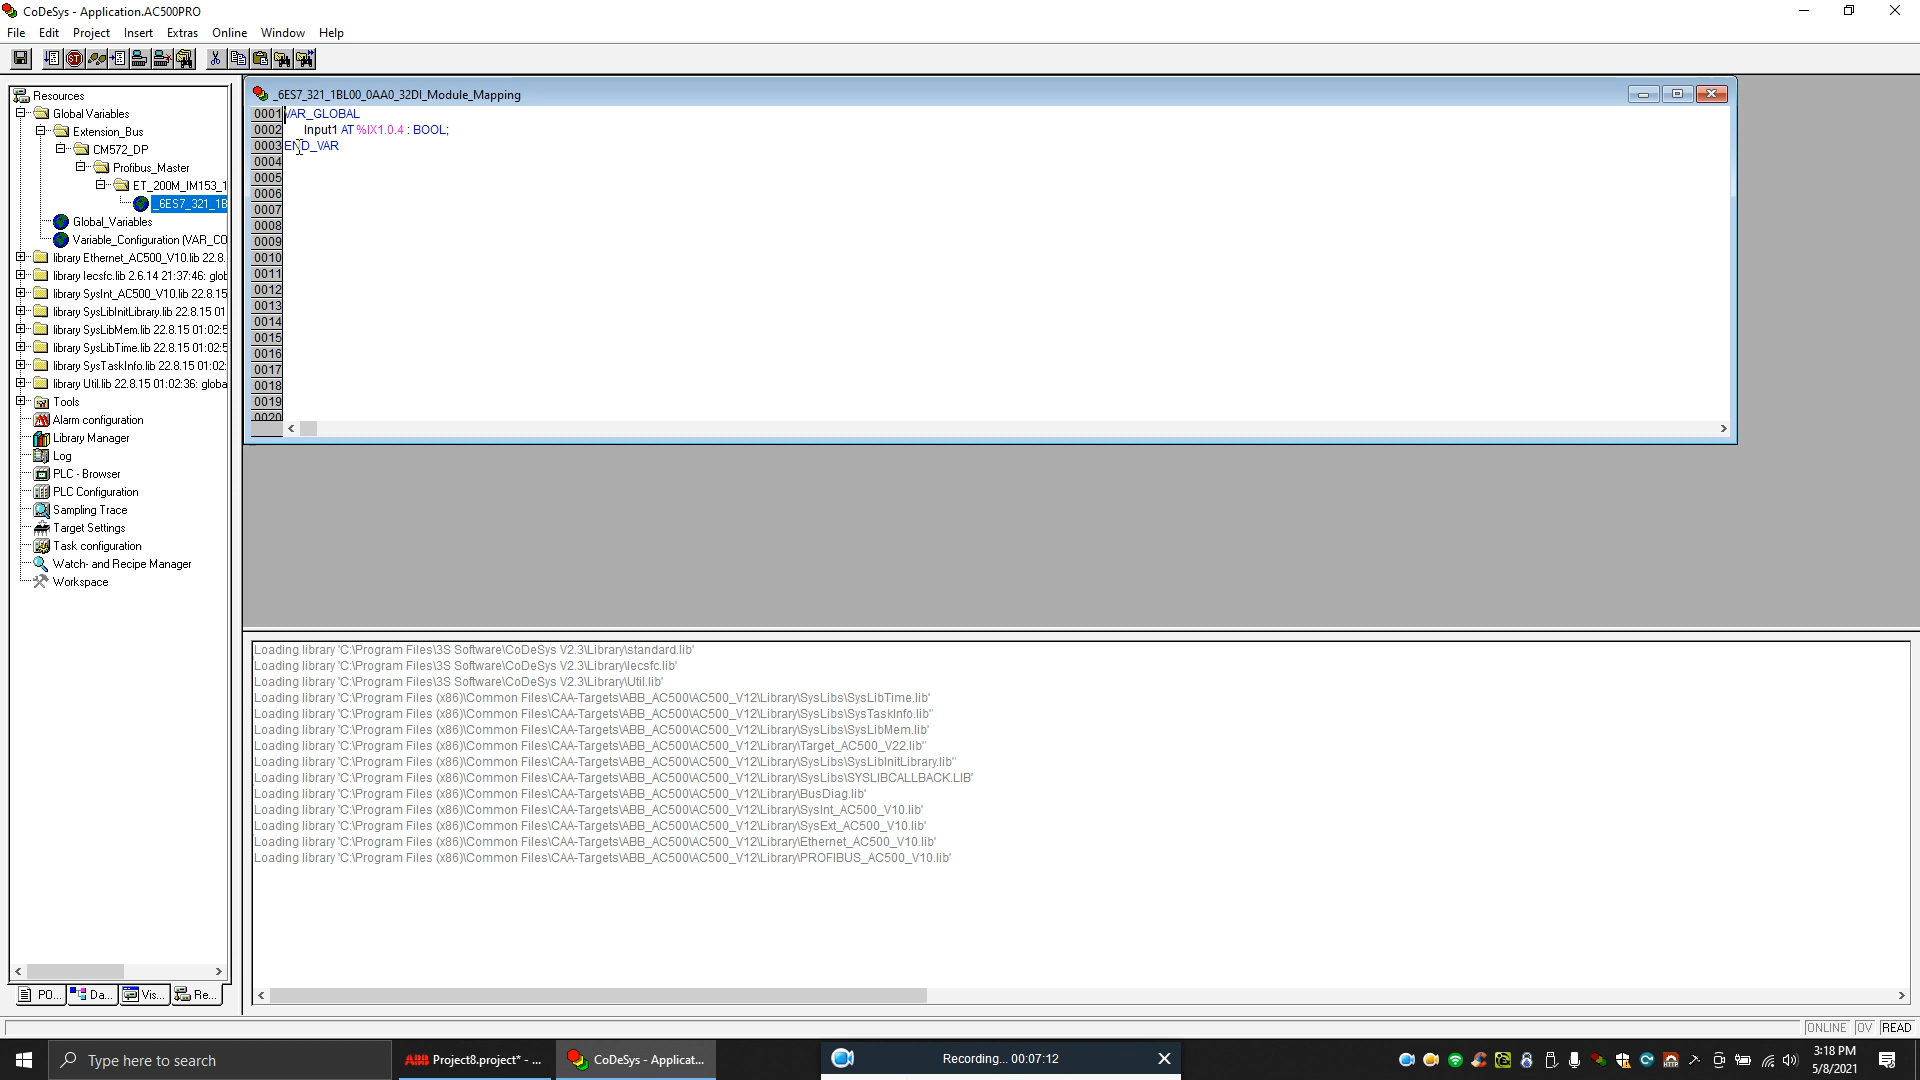 CoDeSys - Application.AC500PRO
File Edit Project Insert Extras Online Window Help
Resources
Global Variables
Extension_Bus
CM572_DP
Profibus_Master
ET_200M_IM153_1
_6ES7_321_1B
Global_Variables
Variable_Configuration (VAR_CO
library Ethernet_AC500_V10.lib 22.8.
library Iecsfc.lib 2.6.14 21:37:46: glob
library SysInt_AC500_V10.lib 22.8.15
library SysLibInitLibrary.lib 22.8.15 01
library SysLibMem.lib 22.8.15 01:02:5
library SysLibTime.lib 22.8.15 01:02:5
library SysTaskInfo.lib 22.8.15 01:02:
library Util.lib 22.8.15 01:02:36: globa
Tools
Alarm configuration
Library Manager
Log
PLC - Browser
PLC Configuration
Sampling Trace
Target Settings
Task configuration
Watch- and Recipe Manager
Workspace
PO... Da... Vis... Re...
_6ES7_321_1BL00_0AA0_32DI_Module_Mapping
0001 VAR_GLOBAL
0002 Input1 AT %IX1.0.4 : BOOL;
0003 END_VAR
0004
0005
0006
0007
0008
0009
0010
0011
0012
0013
0014
0015
0016
0017
0018
0019
0020
Loading library 'C:\Program Files\3S Software\CoDeSys V2.3\Library\standard.lib'
Loading library 'C:\Program Files\3S Software\CoDeSys V2.3\Library\Iecsfc.lib'
Loading library 'C:\Program Files\3S Software\CoDeSys V2.3\Library\Util.lib'
Loading library 'C:\Program Files (x86)\Common Files\CAA-Targets\ABB_AC500\AC500_V12\Library\SysLibs\SysLibTime.lib'
Loading library 'C:\Program Files (x86)\Common Files\CAA-Targets\ABB_AC500\AC500_V12\Library\SysLibs\SysTaskInfo.lib"
Loading library 'C:\Program Files (x86)\Common Files\CAA-Targets\ABB_AC500\AC500_V12\Library\SysLibs\SysLibMem.lib'
Loading library 'C:\Program Files (x86)\Common Files\CAA-Targets\ABB_AC500\AC500_V12\Library\Target_AC500_V22.lib"
Loading library 'C:\Program Files (x86)\Common Files\CAA-Targets\ABB_AC500\AC500_V12\Library\SysLibs\SysLibInitLibrary.lib"
Loading library 'C:\Program Files (x86)\Common Files\CAA-Targets\ABB_AC500\AC500_V12\Library\SysLibs\SYSLIBCALLBACK.LIB'
Loading library 'C:\Program Files (x86)\Common Files\CAA-Targets\ABB_AC500\AC500_V12\Library\BusDiag.lib'
Loading library 'C:\Program Files (x86)\Common Files\CAA-Targets\ABB_AC500\AC500_V12\Library\SysInt_AC500_V10.lib'
Loading library 'C:\Program Files (x86)\Common Files\CAA-Targets\ABB_AC500\AC500_V12\Library\SysExt_AC500_V10.lib'
Loading library 'C:\Program Files (x86)\Common Files\CAA-Targets\ABB_AC500\AC500_V12\Library\Ethernet_AC500_V10.lib'
Loading library 'C:\Program Files (x86)\Common Files\CAA-Targets\ABB_AC500\AC500_V12\Library\PROFIBUS_AC500_V10.lib'
ONLINE OV READ
Type here to search
ABB Project8.project* - ...
CoDeSys - Applicat...
Recording... 00:07:12
3:18 PM
5/8/2021